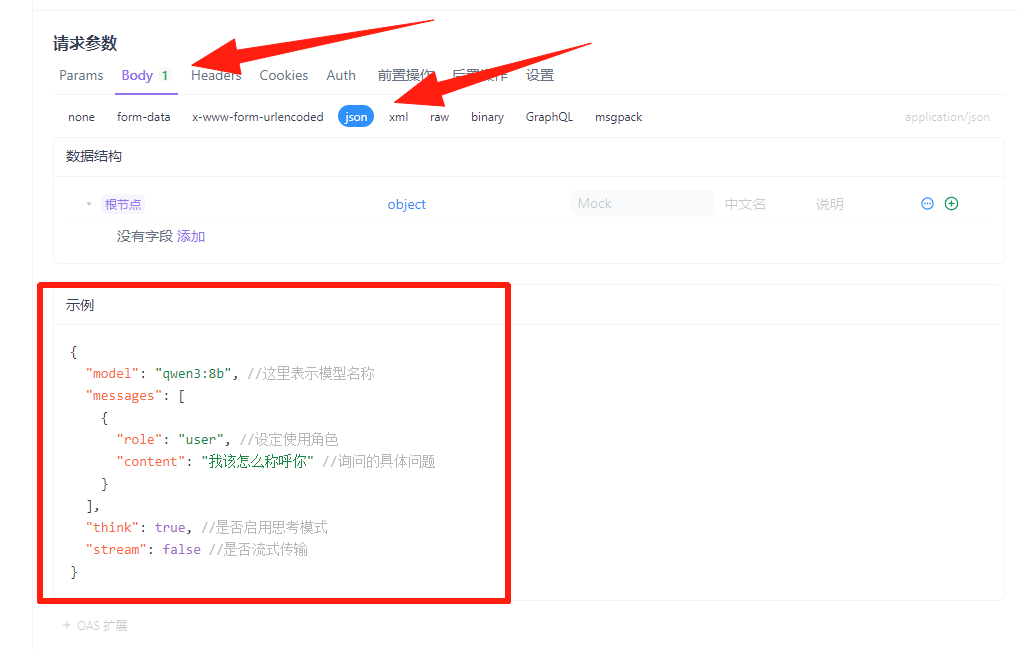 请求参数
Params Body 1 Headers Cookies Auth 前置操作 后置操作 设置
none form-data x-www-form-urlencoded json xml raw binary GraphQL msgpack application/json
数据结构
根节点 object Mock 中文名 说明
没有字段 添加
示例
{
"model": "qwen3:8b", //这里表示模型名称
"messages": [
{
"role": "user", //设定使用角色
"content": "我该怎么称呼你" //询问的具体问题
}
],
"think": true, //是否启用思考模式
"stream": false //是否流式传输
}
+ OAS 扩展